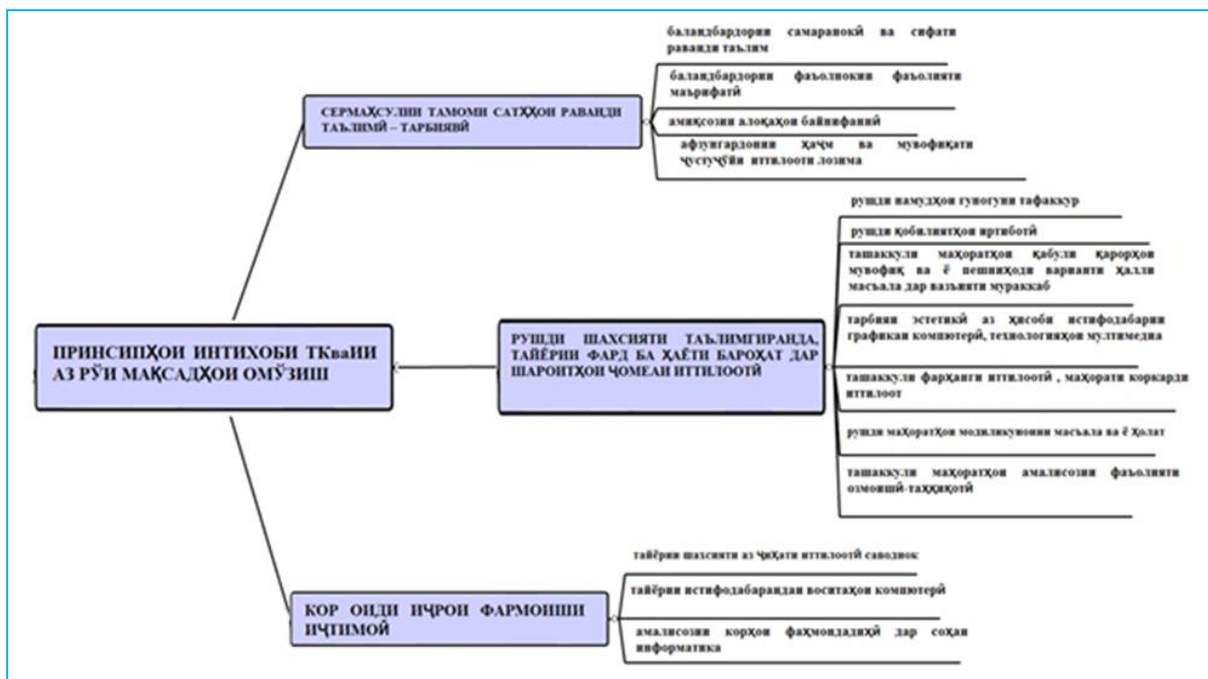 баландбардории самаранокӣ ва сифати
раванди таълим
баландбардории фаъолнокии фаъолияти
маърифатӣ
СЕРМАҲСУЛИИ ТАМОМИ САТҲҲОИ РАВАНДИ
ТАЪЛИМӢ – ТАРБИЯВӢ
амиқсозии алоқаҳои байнифаннӣ
афзунгардонии ҳаҷм ва мувофиқати
ҷустуҷӯйи иттилооти лозима
рушди намудҳои гуногуни тафаккур
рушди қобилиятҳои иртиботӣ
ташаккули маҳоратҳои қабули қарорҳои
мувофиқ ва ё пешниҳоди варианти ҳалли
масъала дар вазъияти мураккаб
ПРИНСИПҲОИ ИНТИХОБИ ТКваИИ
АЗ РӮИ МАҚСАДҲОИ ОМӮЗИШ
РУШДИ ШАХСИЯТИ ТАЪЛИМГИРАНДА,
ТАЙЁРИИ ФАРД БА ҲАЁТИ БАРОҲАТ ДАР
ШАРОИТҲОИ ҶОМЕАИ ИТТИЛООТӢ
тарбияи эстетикӣ аз ҳисоби истифодабарии
графикаи компютерӣ, технологияҳои мултимедиа
ташаккули фарҳанги иттилоотӣ , маҳорати коркарди
иттилоот
рушди маҳоратҳои моделикунонии масъала ва ё ҳолат
ташаккули маҳоратҳои амалисозии фаъолияти
озмоишӣ-таҳқиқотӣ
тайёрии шахсияти аз ҷиҳати иттилоотӣ саводнок
тайёрии истифодабарандаи воситаҳои компютерӣ
КОР ОИДИ ИҶРОИ ФАРМОИШИ
ИҶТИМОӢ
амалисозии корҳои фаҳмондадиҳӣ дар соҳаи
информатика